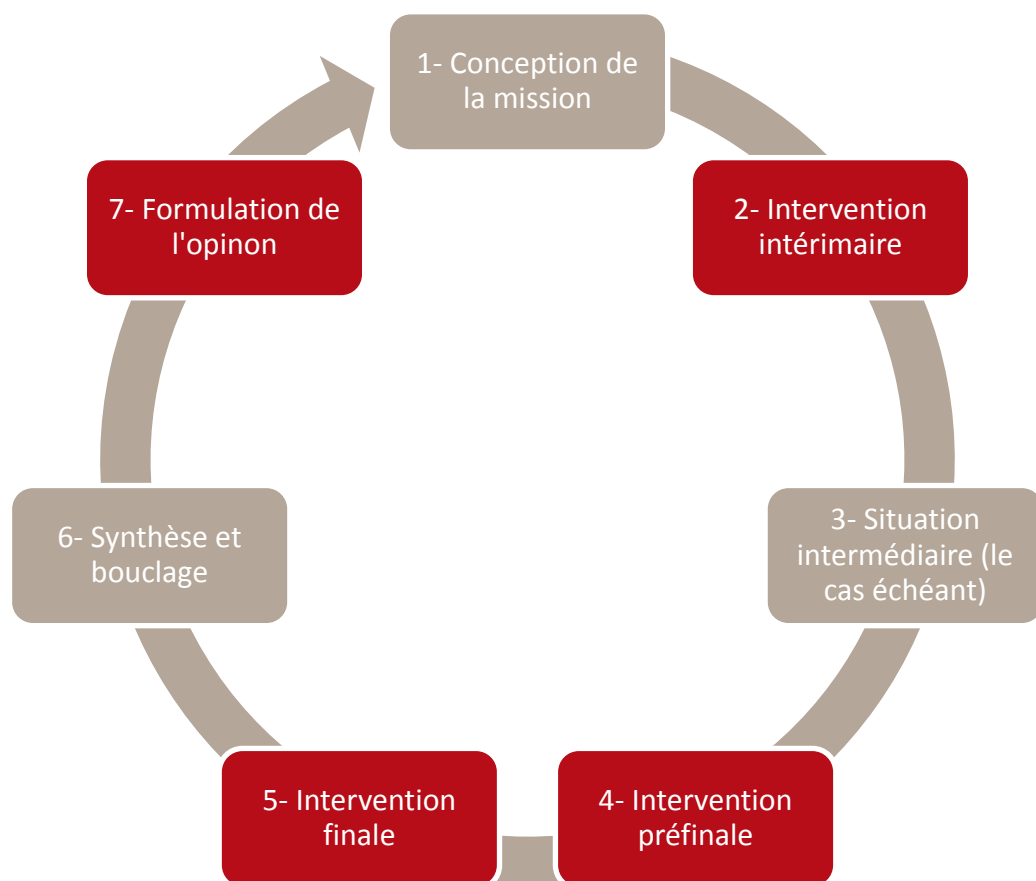 1- Conception de
la mission
2- Intervention
intérimaire
3- Situation
intermédiaire (le
cas échéant)
4- Intervention
préfinale
5- Intervention
finale
6- Synthèse et
bouclage
7- Formulation de
l'opinon